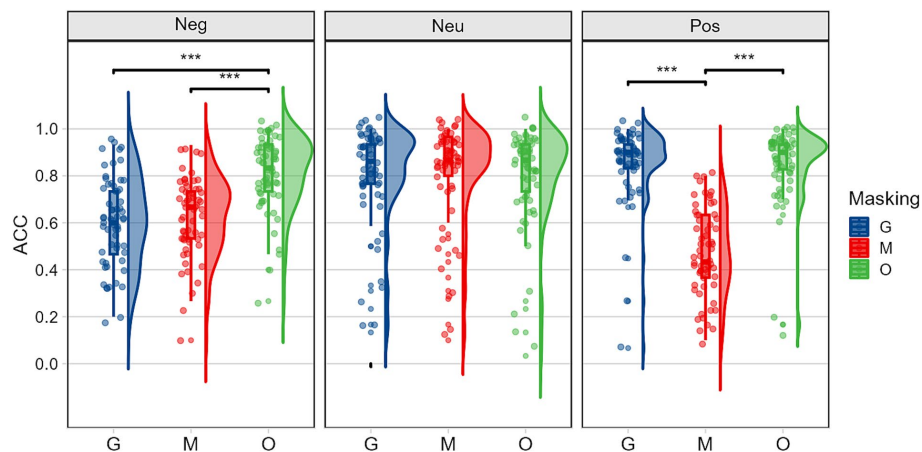 Neg Neu Pos
*** *** ***
***
1.0
0.8
0.6
0.4
0.2
0.0
ACC
G M O G M O G M O
Masking
G
M
O